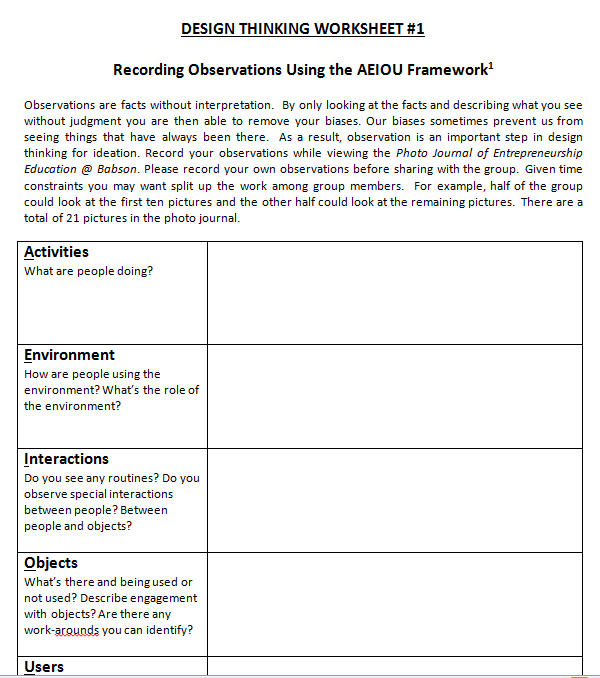 DESIGN THINKING WORKSHEET #1
Recording Observations Using the AEIOU Framework¹
Observations are facts without interpretation. By only looking at the facts and describing what you see
without judgment you are then able to remove your biases. Our biases sometimes prevent us from
seeing things that have always been there. As a result, observation is an important step in design
thinking for ideation. Record your observations while viewing the Photo Journal of Entrepreneurship
Education @ Babson. Please record your own observations before sharing with the group. Given time
constraints you may want split up the work among group members. For example, half of the group
could look at the first ten pictures and the other half could look at the remaining pictures. There are a
total of 21 pictures in the photo journal.
Activities
What are people doing?
Environment
How are people using the
environment? What's the role of
the environment?
Interactions
Do you see any routines? Do you
observe special interactions
between people? Between
people and objects?
Objects
What's there and being used or
not used? Describe engagement
with objects? Are there any
work-arounds you can identify?
Users